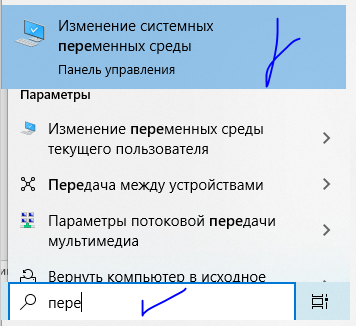 Изменение системных
переменных среды
Панель управления
Параметры
Изменение переменных среды
текущего пользователя
Передача между устройствами
Параметры потоковой передачи
мультимедиа
Вернуть компьютер в исходное
пере